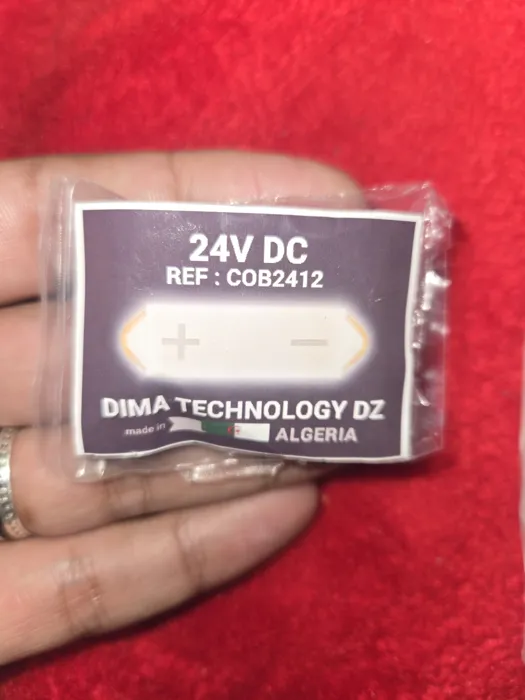 24V DC
REF : COB2412
+ −
DIMA TECHNOLOGY DZ
made in ALGERIA